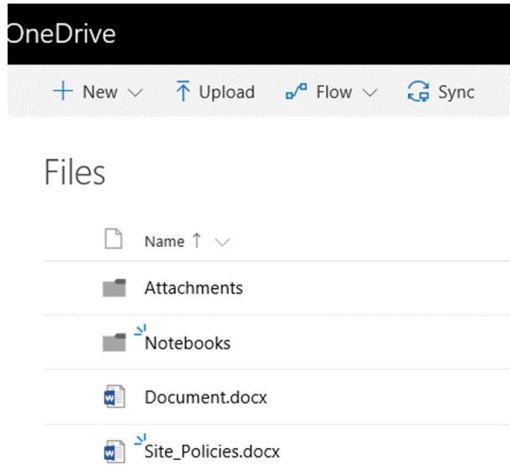 OneDrive
New Upload Flow Sync
Files
Name
Attachments
Notebooks
Document.docx
Site_Policies.docx